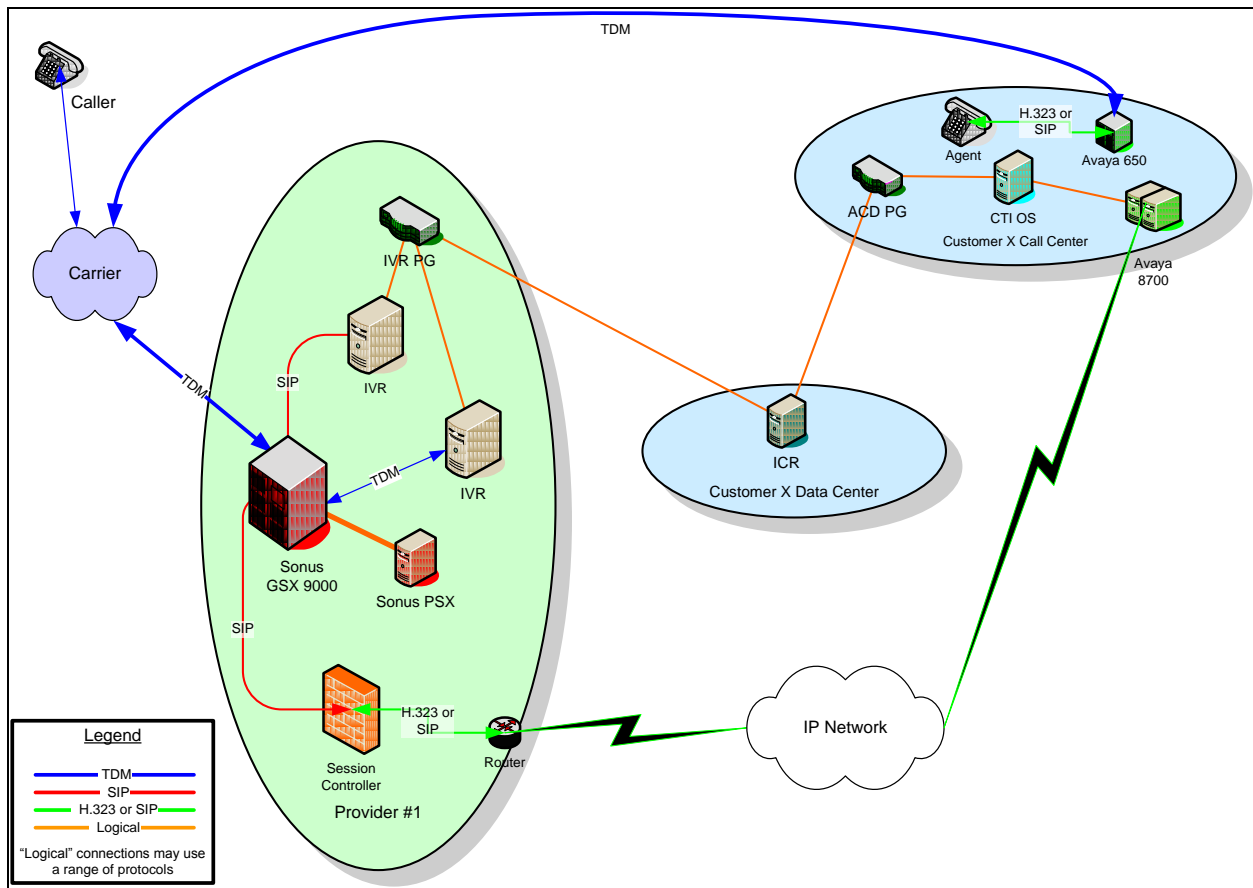 TDM
Caller
Carrier
TDM
H.323 or
SIP
Agent
Avaya 650
ACD PG
CTI OS
Customer X Call Center
Avaya
8700
IVR PG
SIP
IVR
TDM
IVR
Sonus
GSX 9000
Sonus PSX
ICR
Customer X Data Center
SIP
H.323 or
SIP
Session
Controller
Router
Provider #1
IP Network
Legend
TDM
SIP
H.323 or SIP
Logical
“Logical” connections may use
a range of protocols